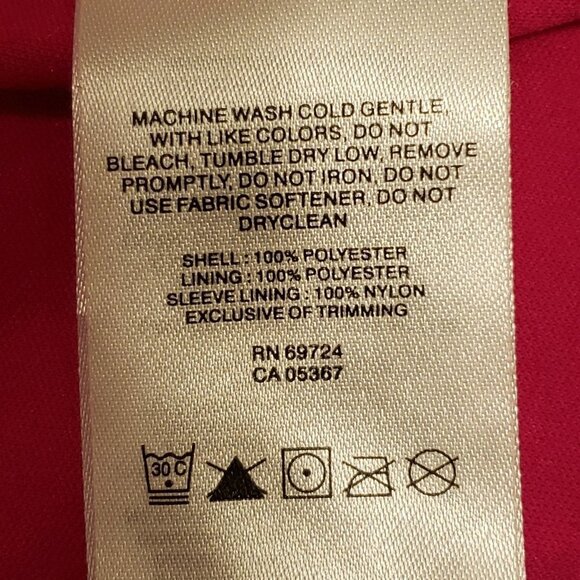 MACHINE WASH COLD GENTLE,
WITH LIKE COLORS, DO NOT
BLEACH, TUMBLE DRY LOW, REMOVE
PROMPTLY, DO NOT IRON, DO NOT
USE FABRIC SOFTENER, DO NOT
DRYCLEAN
SHELL : 100% POLYESTER
LINING : 100% POLYESTER
SLEEVE LINING : 100% NYLON
EXCLUSIVE OF TRIMMING
RN 69724
CA 05367
30 C